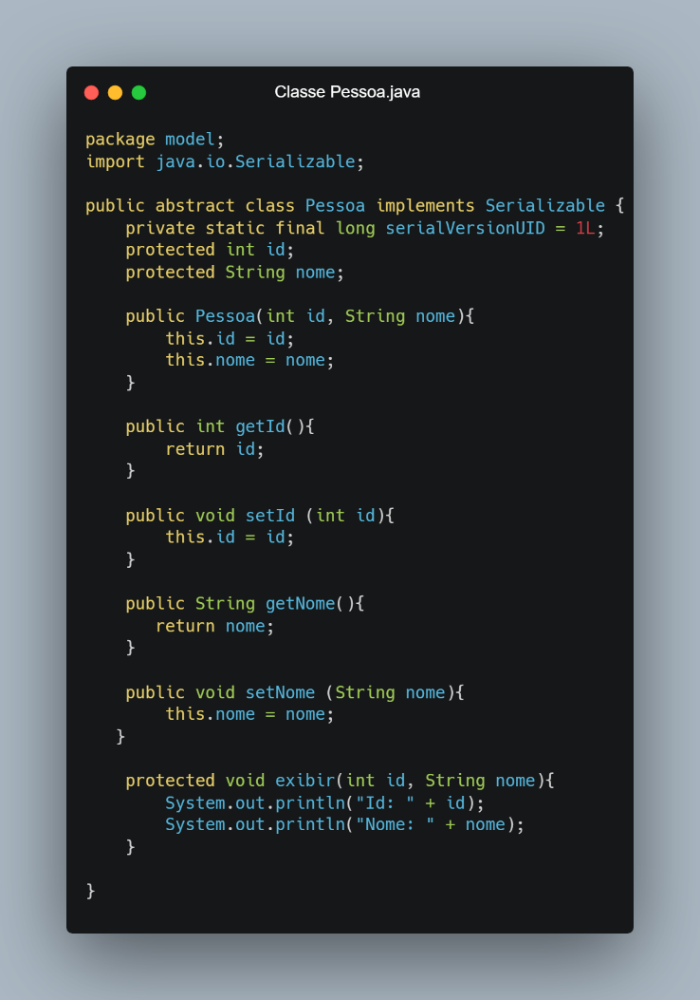 Classe Pessoa.java
package model;
import java.io.Serializable;
public abstract class Pessoa implements Serializable {
    private static final long serialVersionUID = 1L;
    protected int id;
    protected String nome;
    public Pessoa(int id, String nome){
        this.id = id;
        this.nome = nome;
    }
    public int getId(){
        return id;
    }
    public void setId (int id){
        this.id = id;
    }
    public String getNome(){
       return nome;
    }
    public void setNome (String nome){
        this.nome = nome;
   }
    protected void exibir(int id, String nome){
        System.out.println("Id: " + id);
        System.out.println("Nome: " + nome);
    }
}